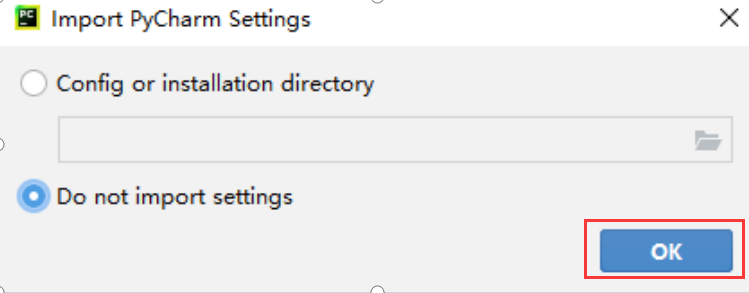 PC
Import PyCharm Settings
Config or installation directory
Do not import settings
OK